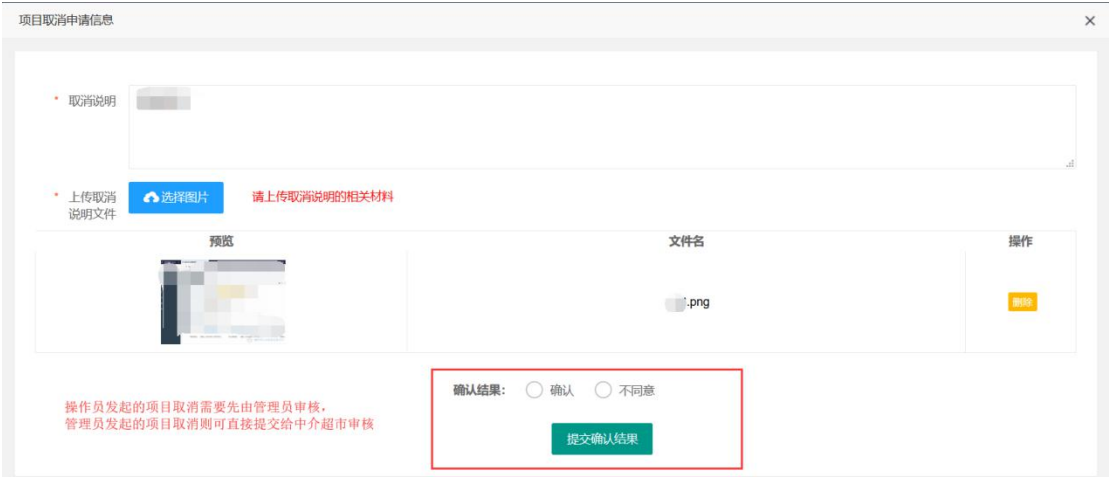 项目取消申请信息
* 取消说明
* 上传取消
说明文件
选择图片
请上传取消说明的相关材料
预览 文件名 操作
.png
删除
确认结果： 确认 不同意
操作员发起的项目取消需要先由管理员审核，
管理员发起的项目取消则可直接提交给中介超市审核
提交确认结果